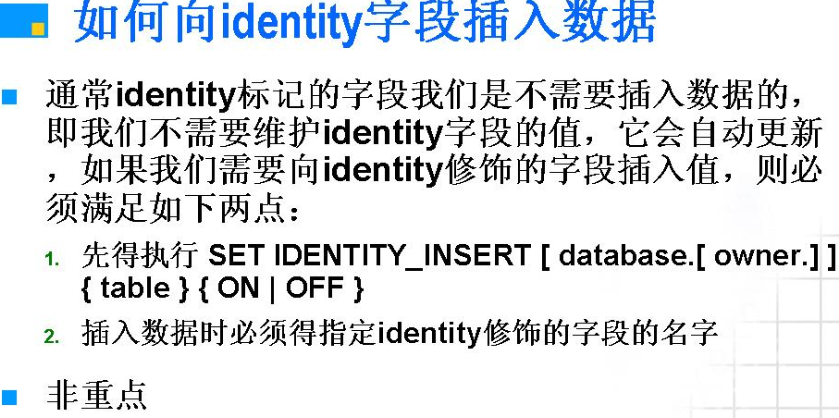 如何向identity字段插入数据
通常identity标记的字段我们是不需要插入数据的，
即我们不需要维护identity字段的值，它会自动更新
，如果我们需要向identity修饰的字段插入值，则必
须满足如下两点：
1. 先得执行 SET IDENTITY_INSERT [ database.[ owner.] ]
{ table } { ON | OFF }
2. 插入数据时必须得指定identity修饰的字段的名字
非重点